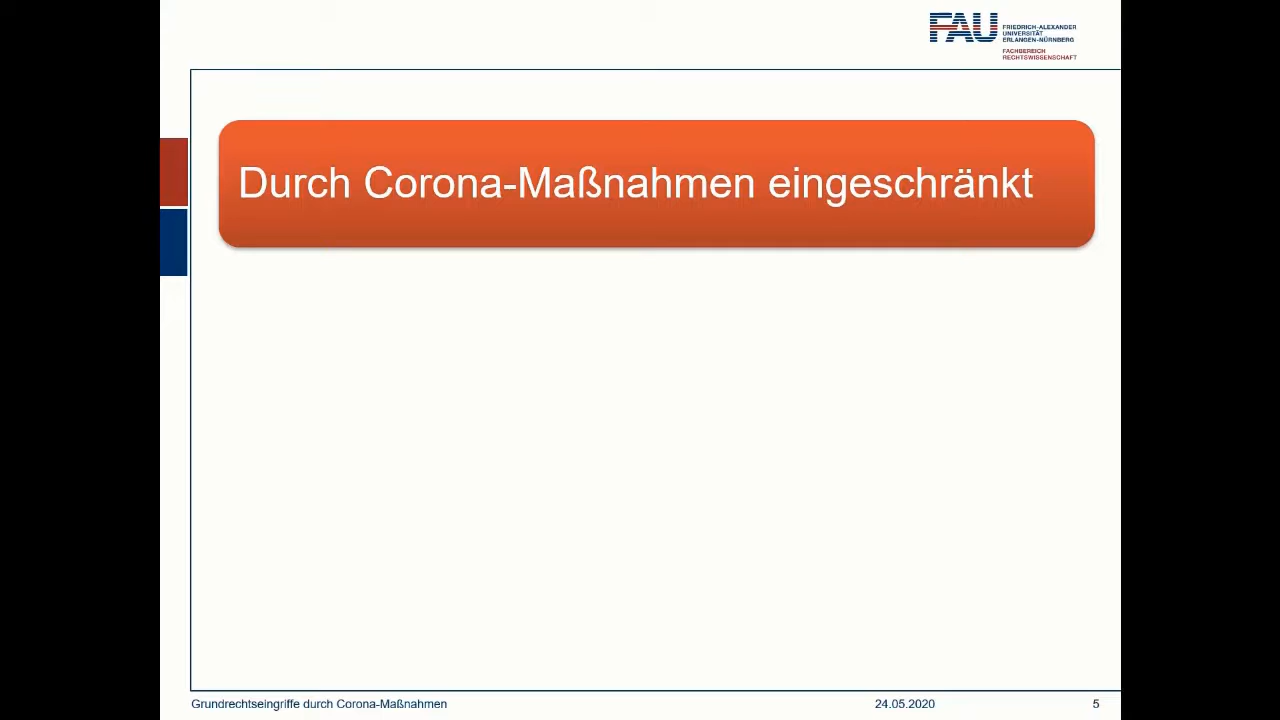 FAU
FRIEDRICH-ALEXANDER
UNIVERSITÄT
ERLANGEN-NÜRNBERG
FACHBEREICH
RECHTSWISSENSCHAFT
Durch Corona-Maßnahmen eingeschränkt
Grundrechtseingriffe durch Corona-Maßnahmen 24.05.2020 5